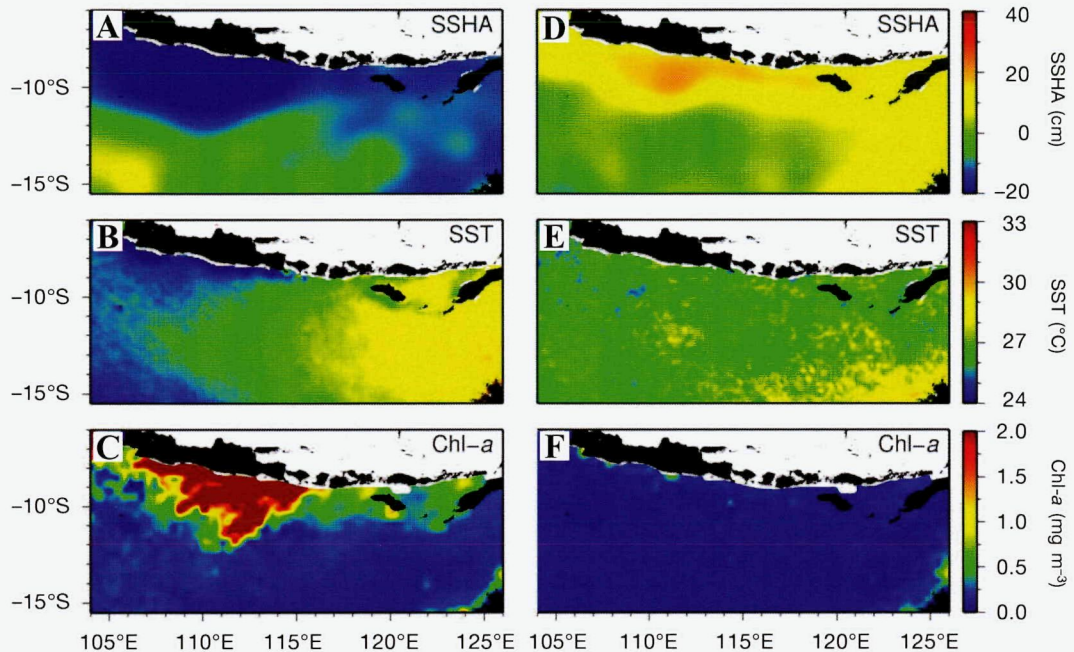 A SSHA
D SSHA
40
20
0
−20
SSHA (cm)
−10°S
−15°S
B SST
E SST
33
30
27
24
SST (°C)
−10°S
−15°S
C Chl−a
F Chl−a
2.0
1.5
1.0
0.5
0.0
Chl-a (mg m⁻³)
−10°S
−15°S
105°E 110°E 115°E 120°E 125°E
105°E 110°E 115°E 120°E 125°E